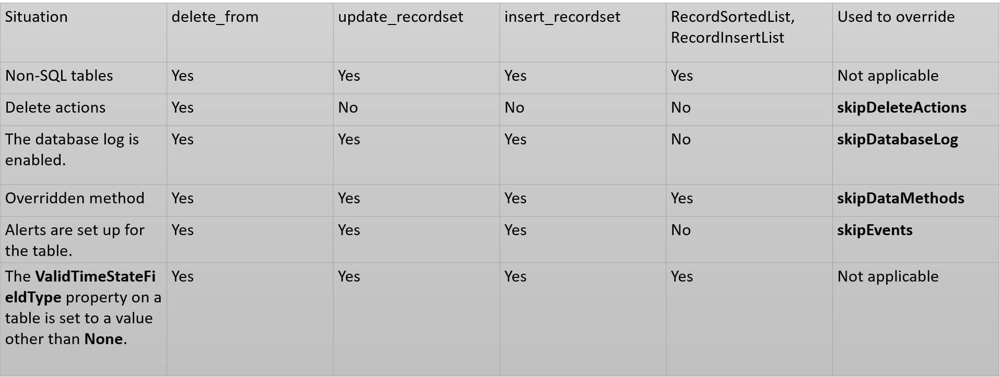 Situation
delete_from
update_recordset
insert_recordset
RecordSortedList,
RecordInsertList
Used to override
Non-SQL tables
Yes
Yes
Yes
Yes
Not applicable
Delete actions
Yes
No
No
No
skipDeleteActions
The database log is
enabled.
Yes
Yes
Yes
No
skipDatabaseLog
Overridden method
Yes
Yes
Yes
Yes
skipDataMethods
Alerts are set up for
the table.
Yes
Yes
Yes
No
skipEvents
The ValidTimeStateFi
eldType property on a
table is set to a value
other than None.
Yes
Yes
Yes
Yes
Not applicable